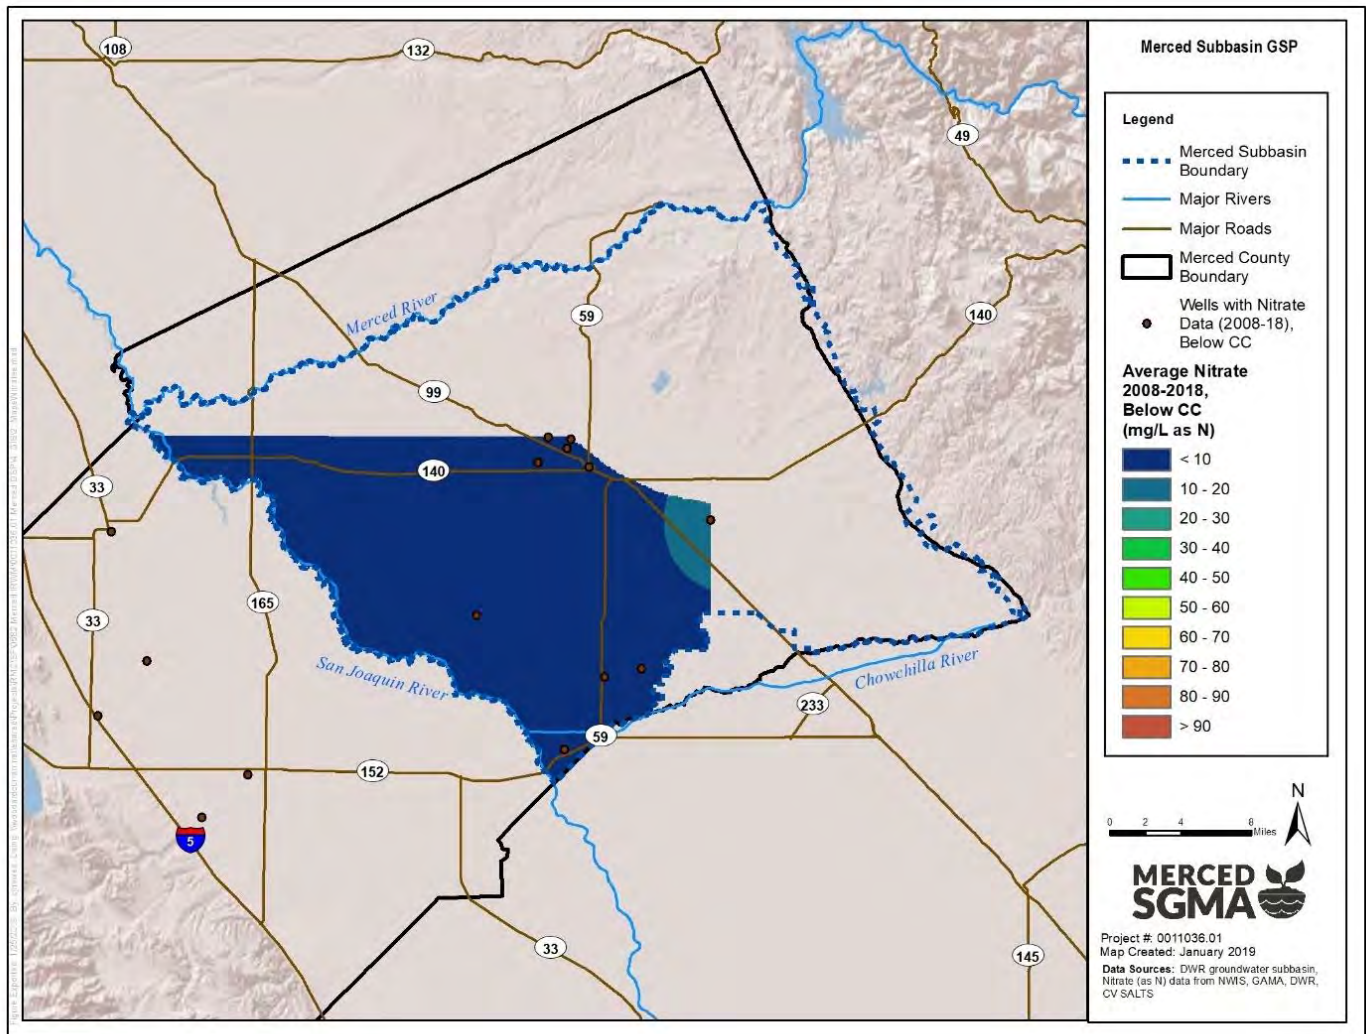 Merced Subbasin GSP
Legend
Merced Subbasin
Boundary
Major Rivers
Major Roads
Merced County
Boundary
Wells with Nitrate
Data (2008-18),
Below CC
Average Nitrate
2008-2018,
Below CC
(mg/L as N)
< 10
10 - 20
20 - 30
30 - 40
40 - 50
50 - 60
60 - 70
70 - 80
80 - 90
> 90
N
0 2 4 8
Miles
MERCED
SGMA
Project #: 0011036.01
Map Created: January 2019
Data Sources: DWR groundwater subbasin,
Nitrate (as N) data from NWIS, GAMA, DWR,
CV SALTS
108
132
49
Merced River
59
140
99
140
33
165
33
San Joaquin River
Chowchilla River
233
59
152
5
33
145